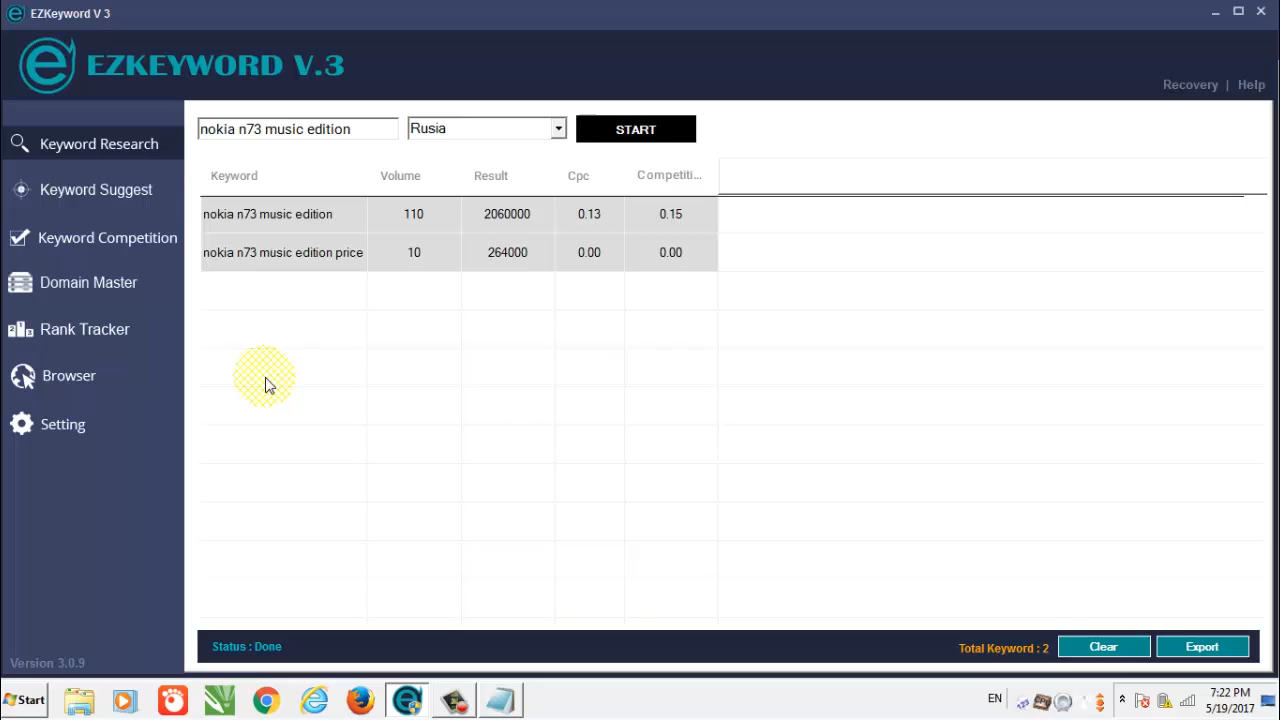 EZKeyword V 3
EZKEYWORD V.3
Recovery | Help
Keyword Research
Keyword Suggest
Keyword Competition
Domain Master
Rank Tracker
Browser
Setting
Version 3.0.9
nokia n73 music edition
Rusia
START
Keyword Volume Result Cpc Competiti...
nokia n73 music edition 110 2060000 0.13 0.15
nokia n73 music edition price 10 264000 0.00 0.00
Status : Done
Total Keyword : 2
Clear
Export
Start
EN
7:22 PM
5/19/2017